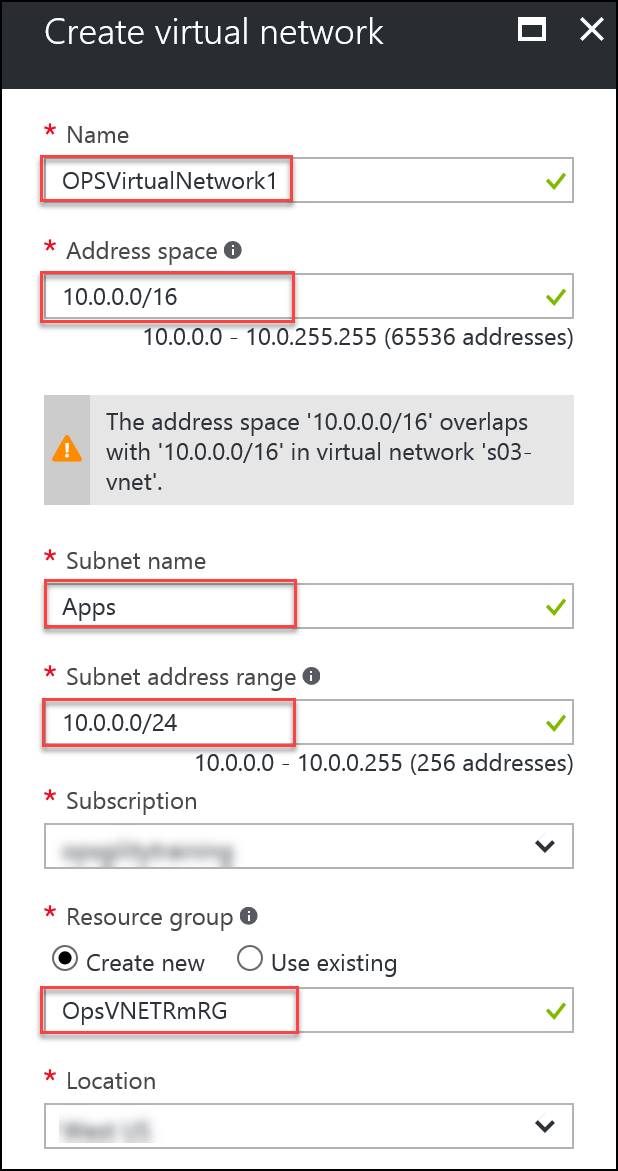 Create virtual network
* Name
OPSVirtualNetwork1
* Address space
10.0.0.0/16
10.0.0.0 - 10.0.255.255 (65536 addresses)
The address space '10.0.0.0/16' overlaps
with '10.0.0.0/16' in virtual network 's03-
vnet'.
* Subnet name
Apps
* Subnet address range
10.0.0.0/24
10.0.0.0 - 10.0.0.255 (256 addresses)
* Subscription
* Resource group
Create new Use existing
OpsVNETRmRG
* Location